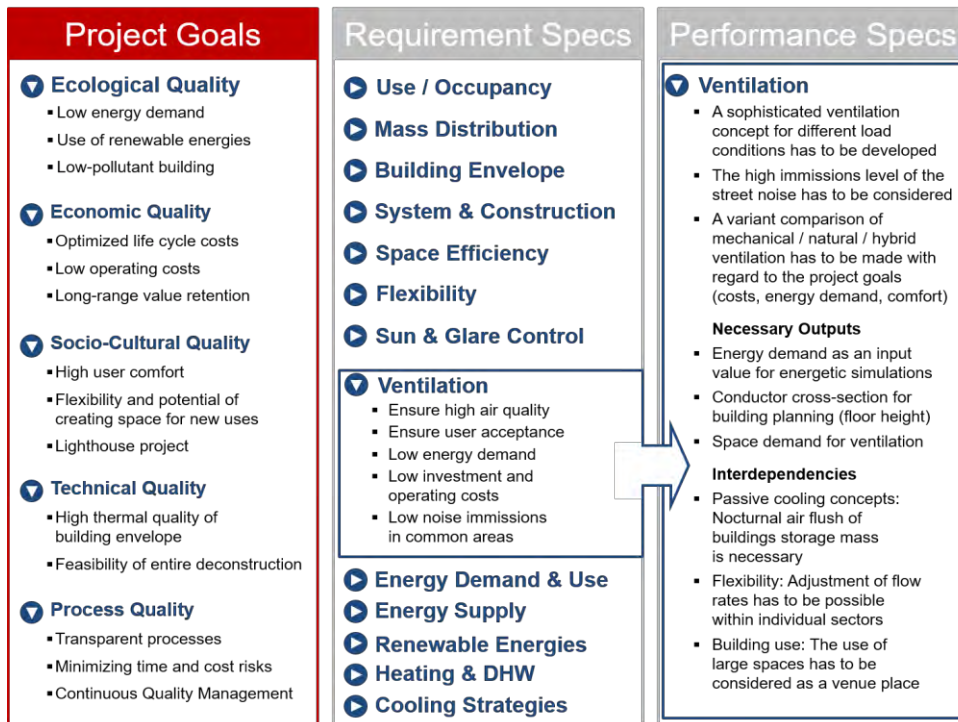 Project Goals
Ecological Quality
▪ Low energy demand
▪ Use of renewable energies
▪ Low-pollutant building
Economic Quality
▪ Optimized life cycle costs
▪ Low operating costs
▪ Long-range value retention
Socio-Cultural Quality
▪ High user comfort
▪ Flexibility and potential of
creating space for new uses
▪ Lighthouse project
Technical Quality
▪ High thermal quality of
building envelope
▪ Feasibility of entire deconstruction
Process Quality
▪ Transparent processes
▪ Minimizing time and cost risks
▪ Continuous Quality Management
Requirement Specs
Use / Occupancy
Mass Distribution
Building Envelope
System & Construction
Space Efficiency
Flexibility
Sun & Glare Control
Ventilation
▪ Ensure high air quality
▪ Ensure user acceptance
▪ Low energy demand
▪ Low investment and
operating costs
▪ Low noise immissions
in common areas
Energy Demand & Use
Energy Supply
Renewable Energies
Heating & DHW
Cooling Strategies
Performance Specs
Ventilation
▪ A sophisticated ventilation
concept for different load
conditions has to be developed
▪ The high immissions level of the
street noise has to be considered
▪ A variant comparison of
mechanical / natural / hybrid
ventilation has to be made with
regard to the project goals
(costs, energy demand, comfort)
Necessary Outputs
▪ Energy demand as an input
value for energetic simulations
▪ Conductor cross-section for
building planning (floor height)
▪ Space demand for ventilation
Interdependencies
▪ Passive cooling concepts:
Nocturnal air flush of
buildings storage mass
is necessary
▪ Flexibility: Adjustment of flow
rates has to be possible
within individual sectors
▪ Building use: The use of
large spaces has to be
considered as a venue place